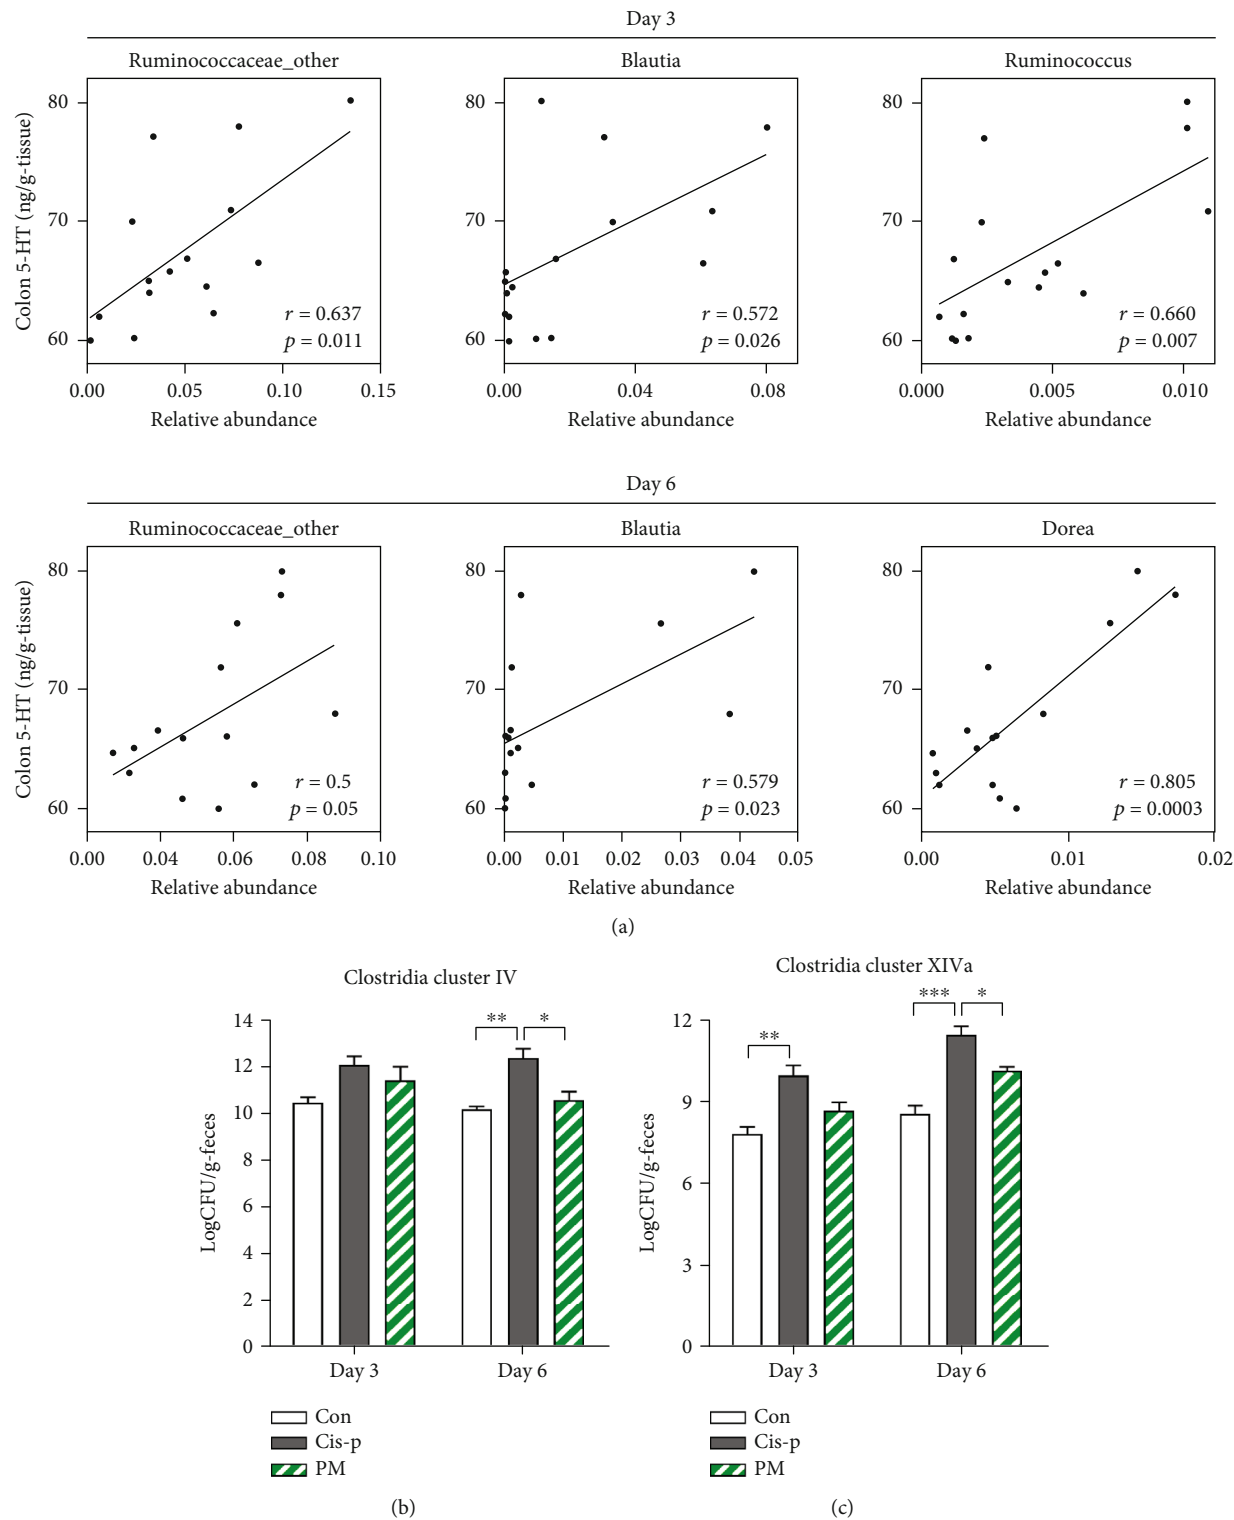 Day 3
Ruminococcaceae_other
Blautia
Ruminococcus
Colon 5-HT (ng/g-tissue)
80
70
60
r = 0.637
p = 0.011
0.00 0.05 0.10 0.15
Relative abundance
80
70
60
r = 0.572
p = 0.026
0.00 0.04 0.08
Relative abundance
80
70
60
r = 0.660
p = 0.007
0.000 0.005 0.010
Relative abundance
Day 6
Ruminococcaceae_other
Blautia
Dorea
Colon 5-HT (ng/g-tissue)
80
70
60
r = 0.5
p = 0.05
0.00 0.04 0.06 0.08 0.10
Relative abundance
80
70
60
r = 0.579
p = 0.023
0.00 0.01 0.02 0.03 0.04 0.05
Relative abundance
80
70
60
r = 0.805
p = 0.0003
0.00 0.01 0.02
Relative abundance
(a)
Clostridia cluster IV
LogCFU/g-feces
14
12
10
8
6
4
2
0
** *
Day 3 Day 6
Con
Cis-p
PM
(b)
Clostridia cluster XIVa
LogCFU/g-feces
12
9
6
3
0
**
*** *
Day 3 Day 6
Con
Cis-p
PM
(c)